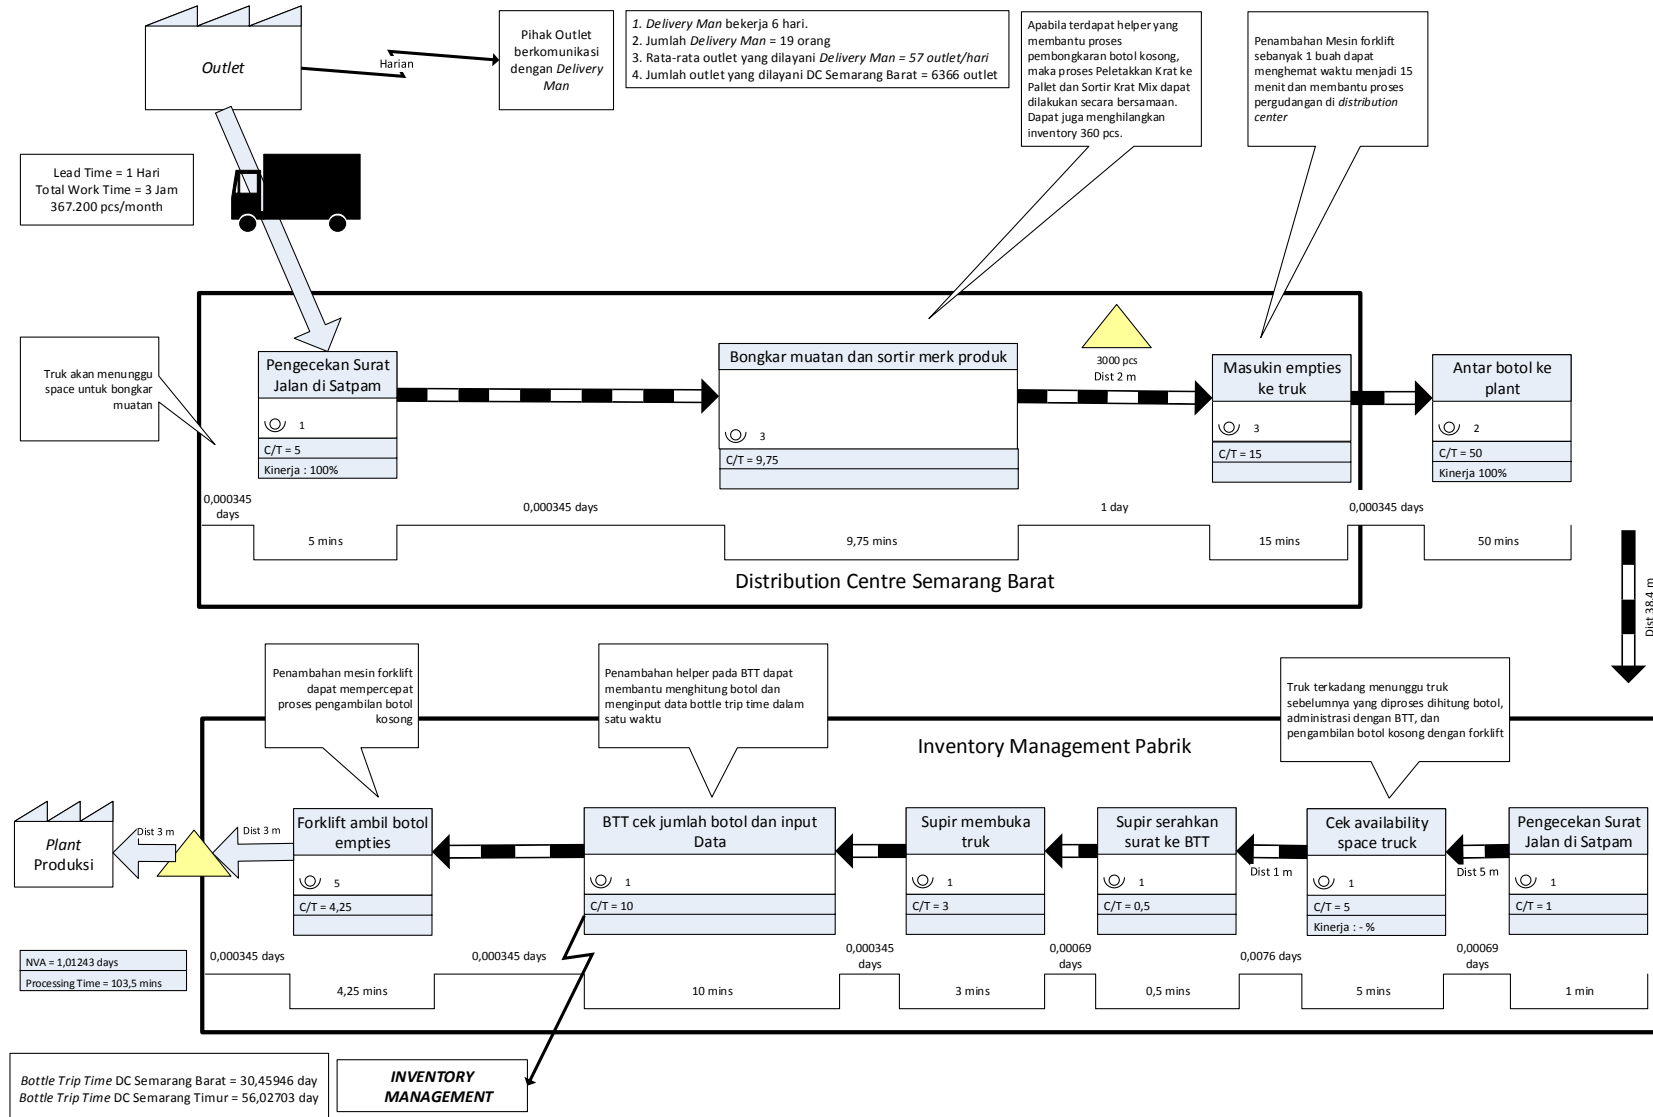 Outlet
Harian
Pihak Outlet
berkomunikasi
dengan Delivery
Man
1. Delivery Man bekerja 6 hari.
2. Jumlah Delivery Man = 19 orang
3. Rata-rata outlet yang dilayani Delivery Man = 57 outlet/hari
4. Jumlah outlet yang dilayani DC Semarang Barat = 6366 outlet
Apabila terdapat helper yang
membantu proses
pembongkaran botol kosong,
maka proses Peletakkan Krat ke
Pallet dan Sortir Krat Mix dapat
dilakukan secara bersamaan.
Dapat juga menghilangkan
inventory 360 pcs.
Penambahan Mesin forklift
sebanyak 1 buah dapat
menghemat waktu menjadi 15
menit dan membantu proses
pergudangan di distribution
center
Lead Time = 1 Hari
Total Work Time = 3 Jam
367.200 pcs/month
Truk akan menunggu
space untuk bongkar
muatan
Pengecekan Surat
Jalan di Satpam
1
C/T = 5
Kinerja : 100%
Bongkar muatan dan sortir merk produk
3
C/T = 9,75
3000 pcs
Dist 2 m
Masukin empties
ke truk
3
C/T = 15
Antar botol ke
plant
2
C/T = 50
Kinerja 100%
0,000345
days
5 mins
0,000345 days
9,75 mins
1 day
15 mins
0,000345 days
50 mins
Distribution Centre Semarang Barat
Dist 38,4 m
Penambahan mesin forklift
dapat mempercepat
proses pengambilan botol
kosong
Penambahan helper pada BTT dapat
membantu menghitung botol dan
menginput data bottle trip time dalam
satu waktu
Truk terkadang menunggu truk
sebelumnya yang diproses dihitung botol,
administrasi dengan BTT, dan
pengambilan botol kosong dengan forklift
Inventory Management Pabrik
Plant
Produksi
Dist 3 m
Dist 3 m
Forklift ambil botol
empties
5
C/T = 4,25
BTT cek jumlah botol dan input
Data
1
C/T = 10
Supir membuka
truk
1
C/T = 3
Supir serahkan
surat ke BTT
1
C/T = 0,5
Dist 1 m
Cek availability
space truck
1
C/T = 5
Kinerja : - %
Dist 5 m
Pengecekan Surat
Jalan di Satpam
1
C/T = 1
NVA = 1,01243 days
Processing Time = 103,5 mins
0,000345 days
4,25 mins
0,000345 days
10 mins
0,000345
days
3 mins
0,00069
days
0,5 mins
0,0076 days
5 mins
0,00069
days
1 min
Bottle Trip Time DC Semarang Barat = 30,45946 day
Bottle Trip Time DC Semarang Timur = 56,02703 day
INVENTORY
MANAGEMENT